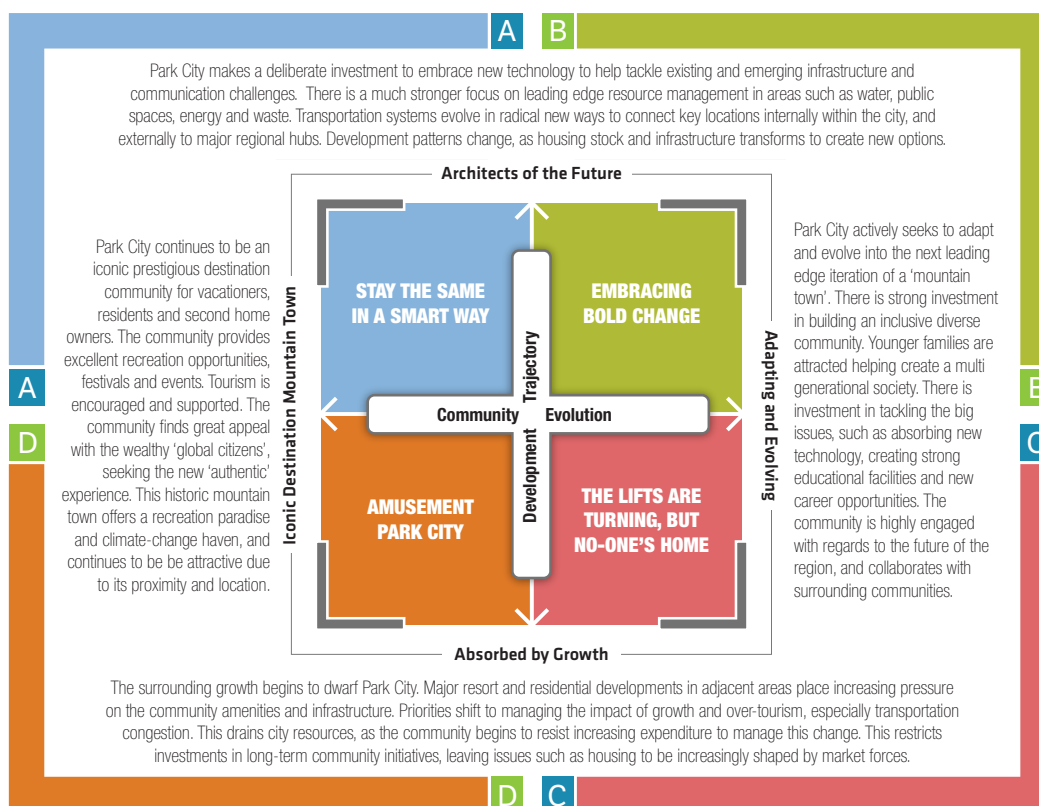 A B
Park City makes a deliberate investment to embrace new technology to help tackle existing and emerging infrastructure and
communication challenges. There is a much stronger focus on leading edge resource management in areas such as water, public
spaces, energy and waste. Transportation systems evolve in radical new ways to connect key locations internally within the city, and
externally to major regional hubs. Development patterns change, as housing stock and infrastructure transforms to create new options.
Architects of the Future
Park City continues to be an
iconic prestigious destination
community for vacationers,
residents and second home
owners. The community provides
excellent recreation opportunities,
festivals and events. Tourism is
encouraged and supported. The
community finds great appeal
with the wealthy ‘global citizens’,
seeking the new ‘authentic’
experience. This historic mountain
town offers a recreation paradise
and climate-change haven, and
continues to be be attractive due
to its proximity and location.
A
D
Iconic Destination Mountain Town
STAY THE SAME
IN A SMART WAY
EMBRACING
BOLD CHANGE
Community Evolution
Development Trajectory
AMUSEMENT
PARK CITY
THE LIFTS ARE
TURNING, BUT
NO-ONE’S HOME
Adapting and Evolving
Park City actively seeks to adapt
and evolve into the next leading
edge iteration of a ‘mountain
town’. There is strong investment
in building an inclusive diverse
community. Younger families are
attracted helping create a multi
generational society. There is
investment in tackling the big
issues, such as absorbing new
technology, creating strong
educational facilities and new
career opportunities. The
community is highly engaged
with regards to the future of the
region, and collaborates with
surrounding communities.
B
C
Absorbed by Growth
The surrounding growth begins to dwarf Park City. Major resort and residential developments in adjacent areas place increasing pressure
on the community amenities and infrastructure. Priorities shift to managing the impact of growth and over-tourism, especially transportation
congestion. This drains city resources, as the community begins to resist increasing expenditure to manage this change. This restricts
investments in long-term community initiatives, leaving issues such as housing to be increasingly shaped by market forces.
D C